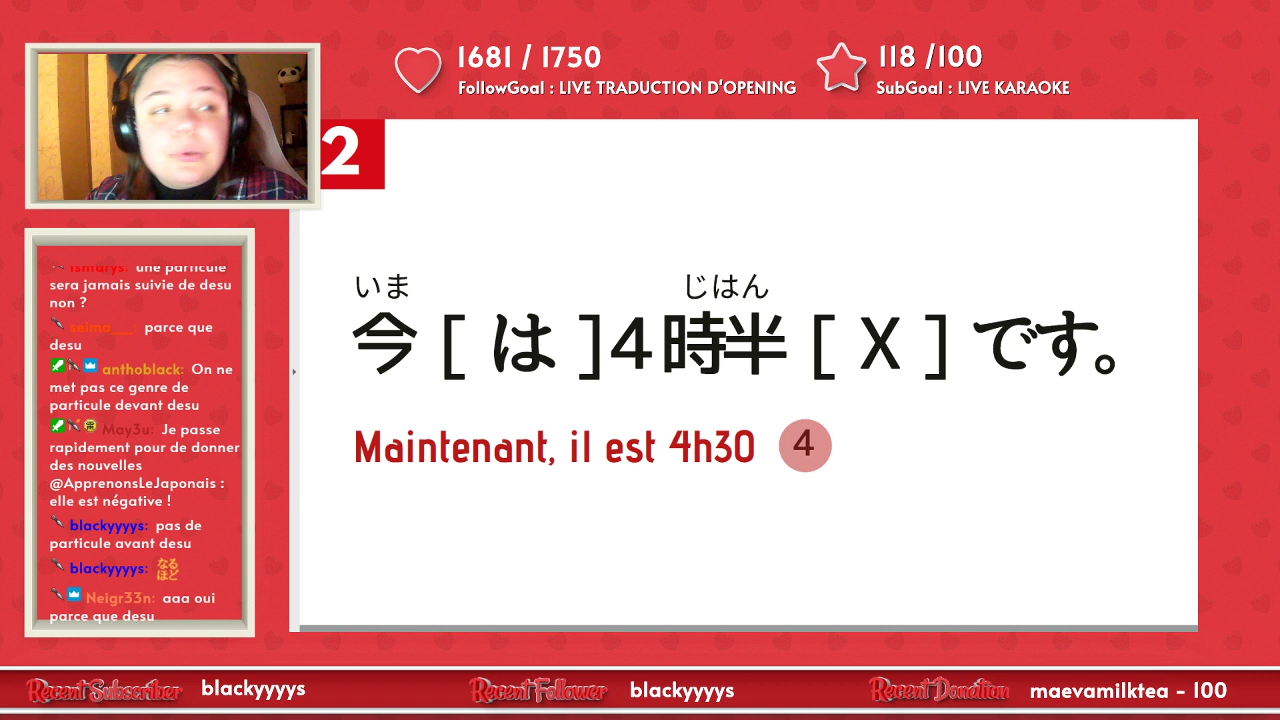 1681 / 1750
FollowGoal : LIVE TRADUCTION D'OPENING
118 /100
SubGoal : LIVE KARAOKE
2
いま
じはん
今 [ は ]4時半 [ X ] です。
Maintenant, il est 4h30
4
ishiarys: une particule
sera jamais suivie de desu
non ?
selma___: parce que
desu
anthoblack: On ne
met pas ce genre de
particule devant desu
May3u: Je passe
rapidement pour de donner
des nouvelles
@ApprenonsLeJaponais :
elle est négative !
blackyyyys: pas de
particule avant desu
blackyyyys: なる
ほど
Neigr33n: aaa oui
parce que desu
Recent Subscriber blackyyyys
Recent Follower blackyyyys
Recent Donation maevamilktea - 100